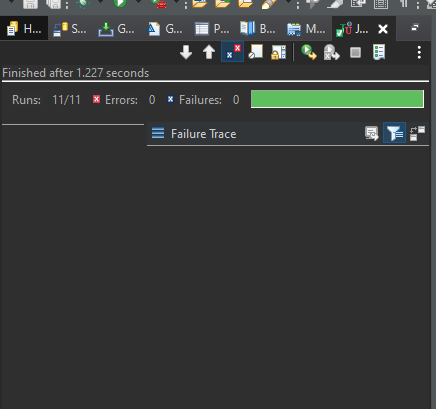 H... S... G... G... P... B... M... J...
Finished after 1.227 seconds
Runs: 11/11 Errors: 0 Failures: 0
Failure Trace